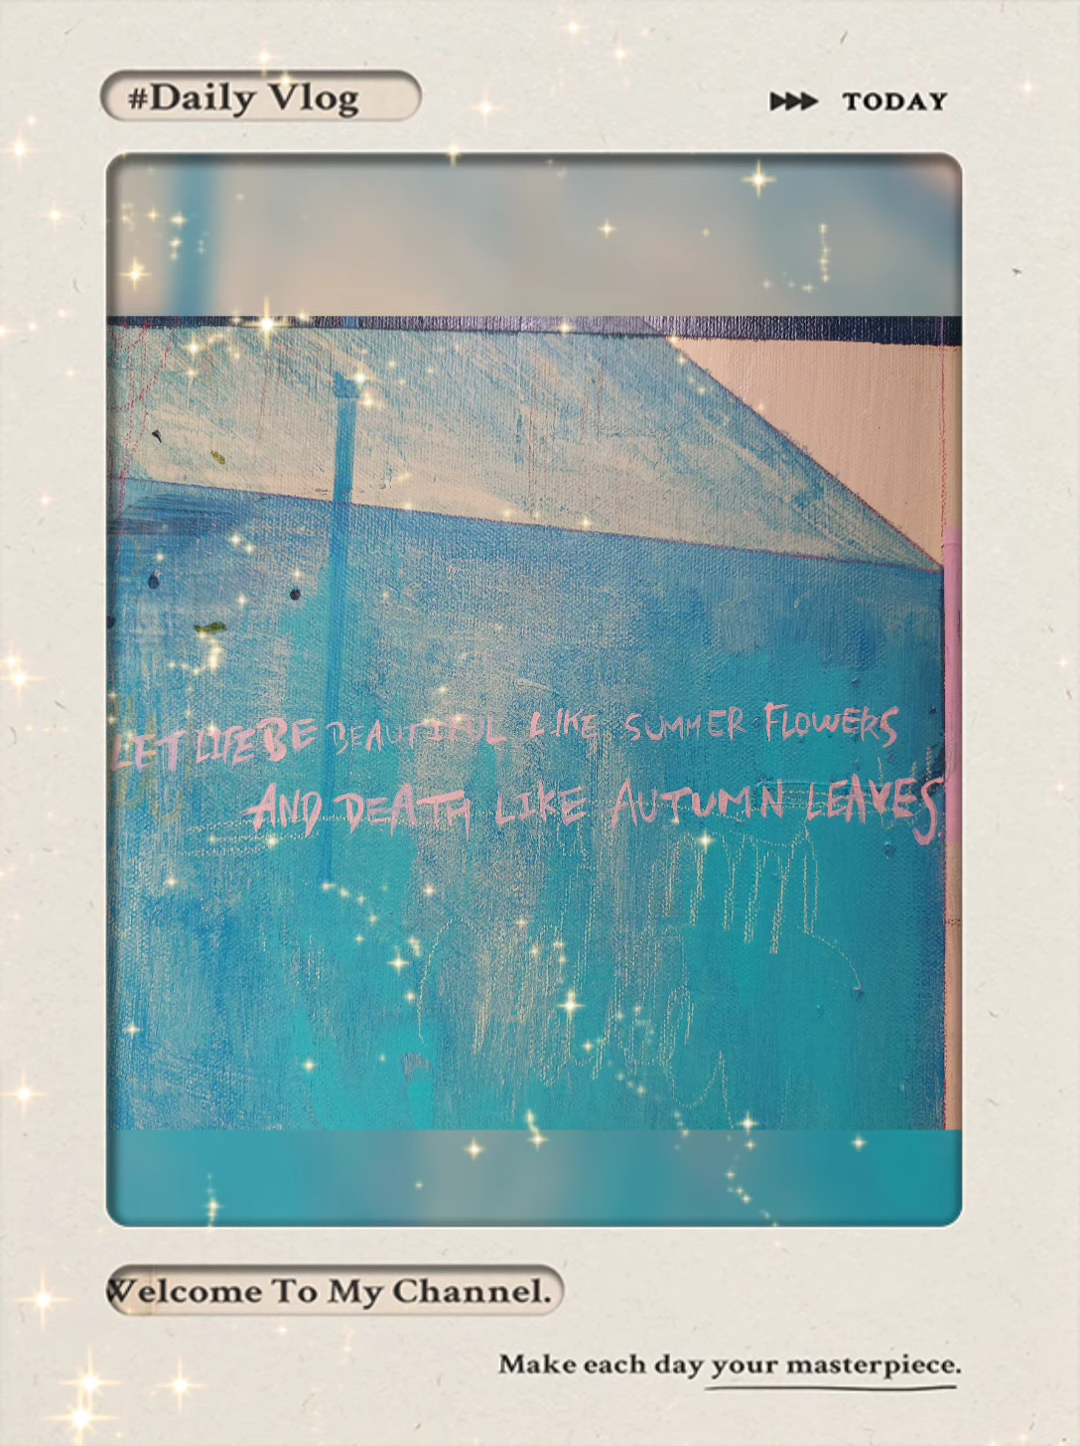 #Daily Vlog
TODAY
LET LIFE BE BEAUTIFUL LIKE SUMMER FLOWERS
AND DEATH LIKE AUTUMN LEAVES.
Welcome To My Channel.
Make each day your masterpiece.